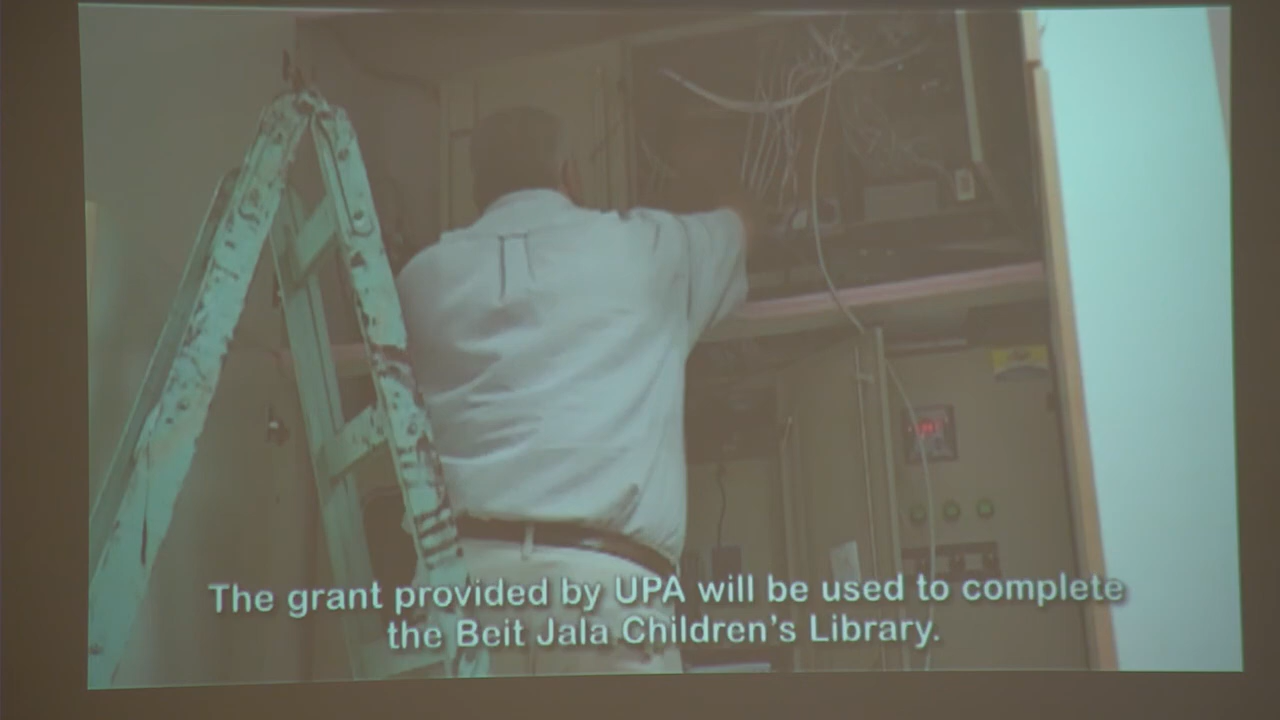 The grant provided by UPA will be used to complete
the Beit Jala Children's Library.